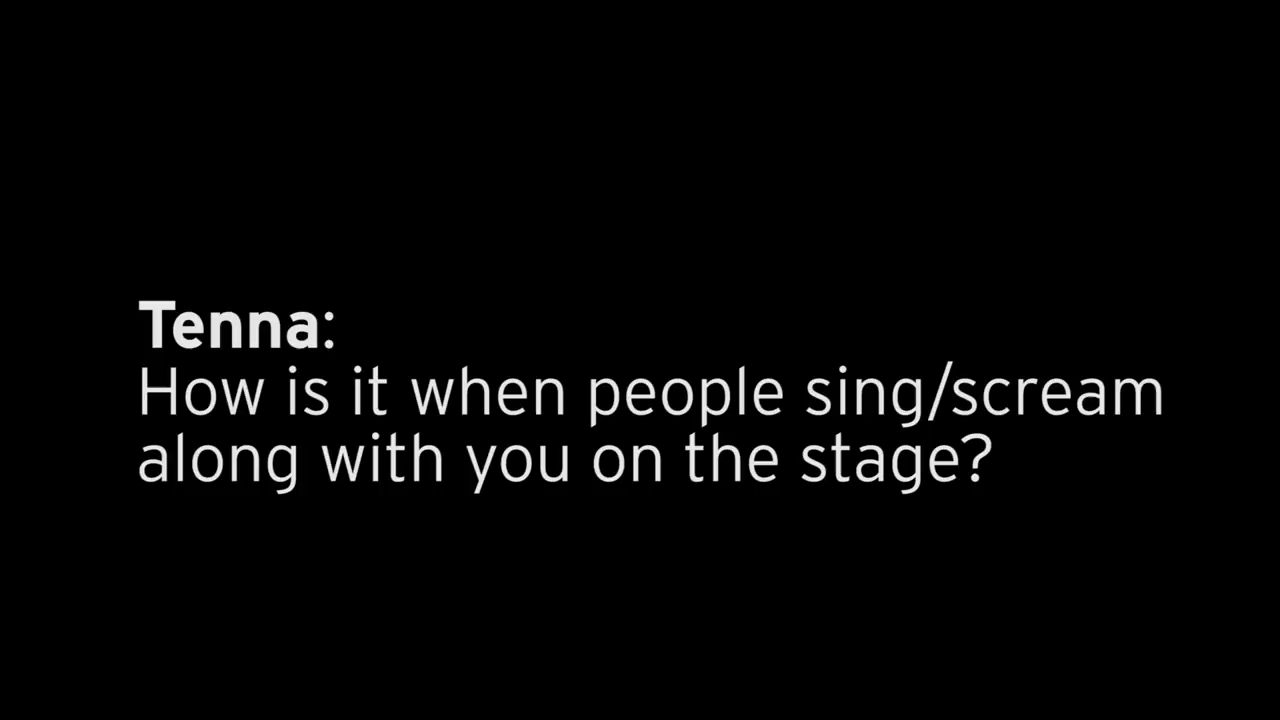 Tenna:
How is it when people sing/scream
along with you on the stage?